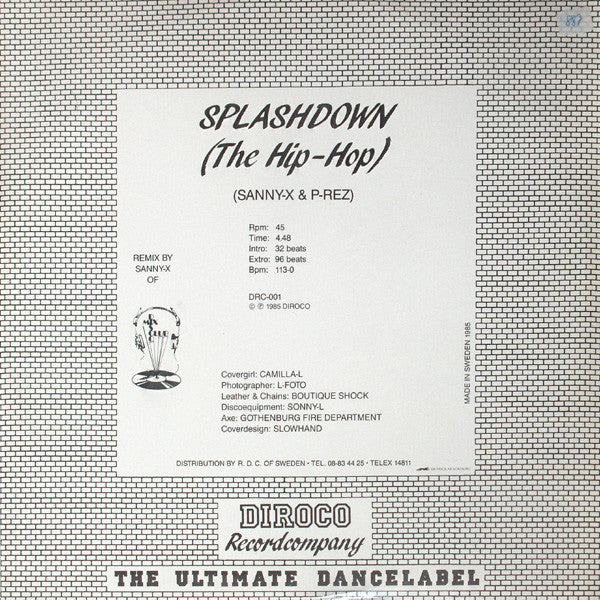 887
SPLASHDOWN
(The Hip-Hop)
(SANNY-X & P-REZ)
Rpm: 45
Time: 4.48
Intro: 32 beats
Extro: 96 beats
Bpm: 113-0
REMIX BY
SANNY-X
OF
MIX
CLUB
DRC-001
© ℗ 1985 DIROCO
MADE IN SWEDEN 1985
Covergirl: CAMILLA-L
Photographer: L-FOTO
Leather & Chains: BOUTIQUE SHOCK
Discoequipment: SONNY-L
Axe: GOTHENBURG FIRE DEPARTMENT
Coverdesign: SLOWHAND
DISTRIBUTION BY R. D. C. OF SWEDEN • TEL. 08-83 44 25 • TELEX 14811
DIROCO
Recordcompany
THE ULTIMATE DANCELABEL